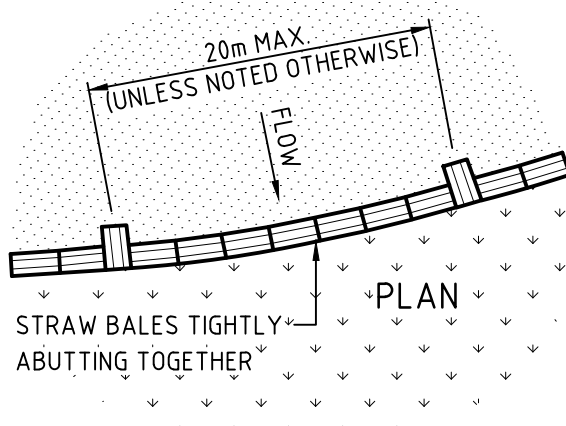 20m MAX.
(UNLESS NOTED OTHERWISE)
FLOW
PLAN
STRAW BALES TIGHTLY
ABUTTING TOGETHER